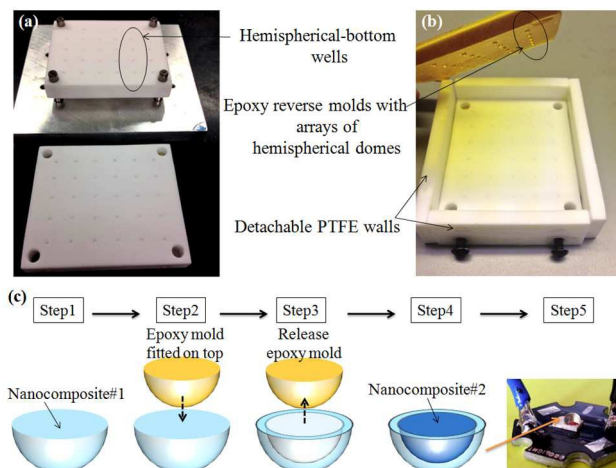 (a)
Hemispherical-bottom
wells
(b)
Epoxy reverse molds with
arrays of
hemispherical domes
Detachable PTFE walls
(c)
Step1
Step2
Step3
Step4
Step5
Epoxy mold
fitted on top
Release
epoxy mold
Nanocomposite#1
Nanocomposite#2